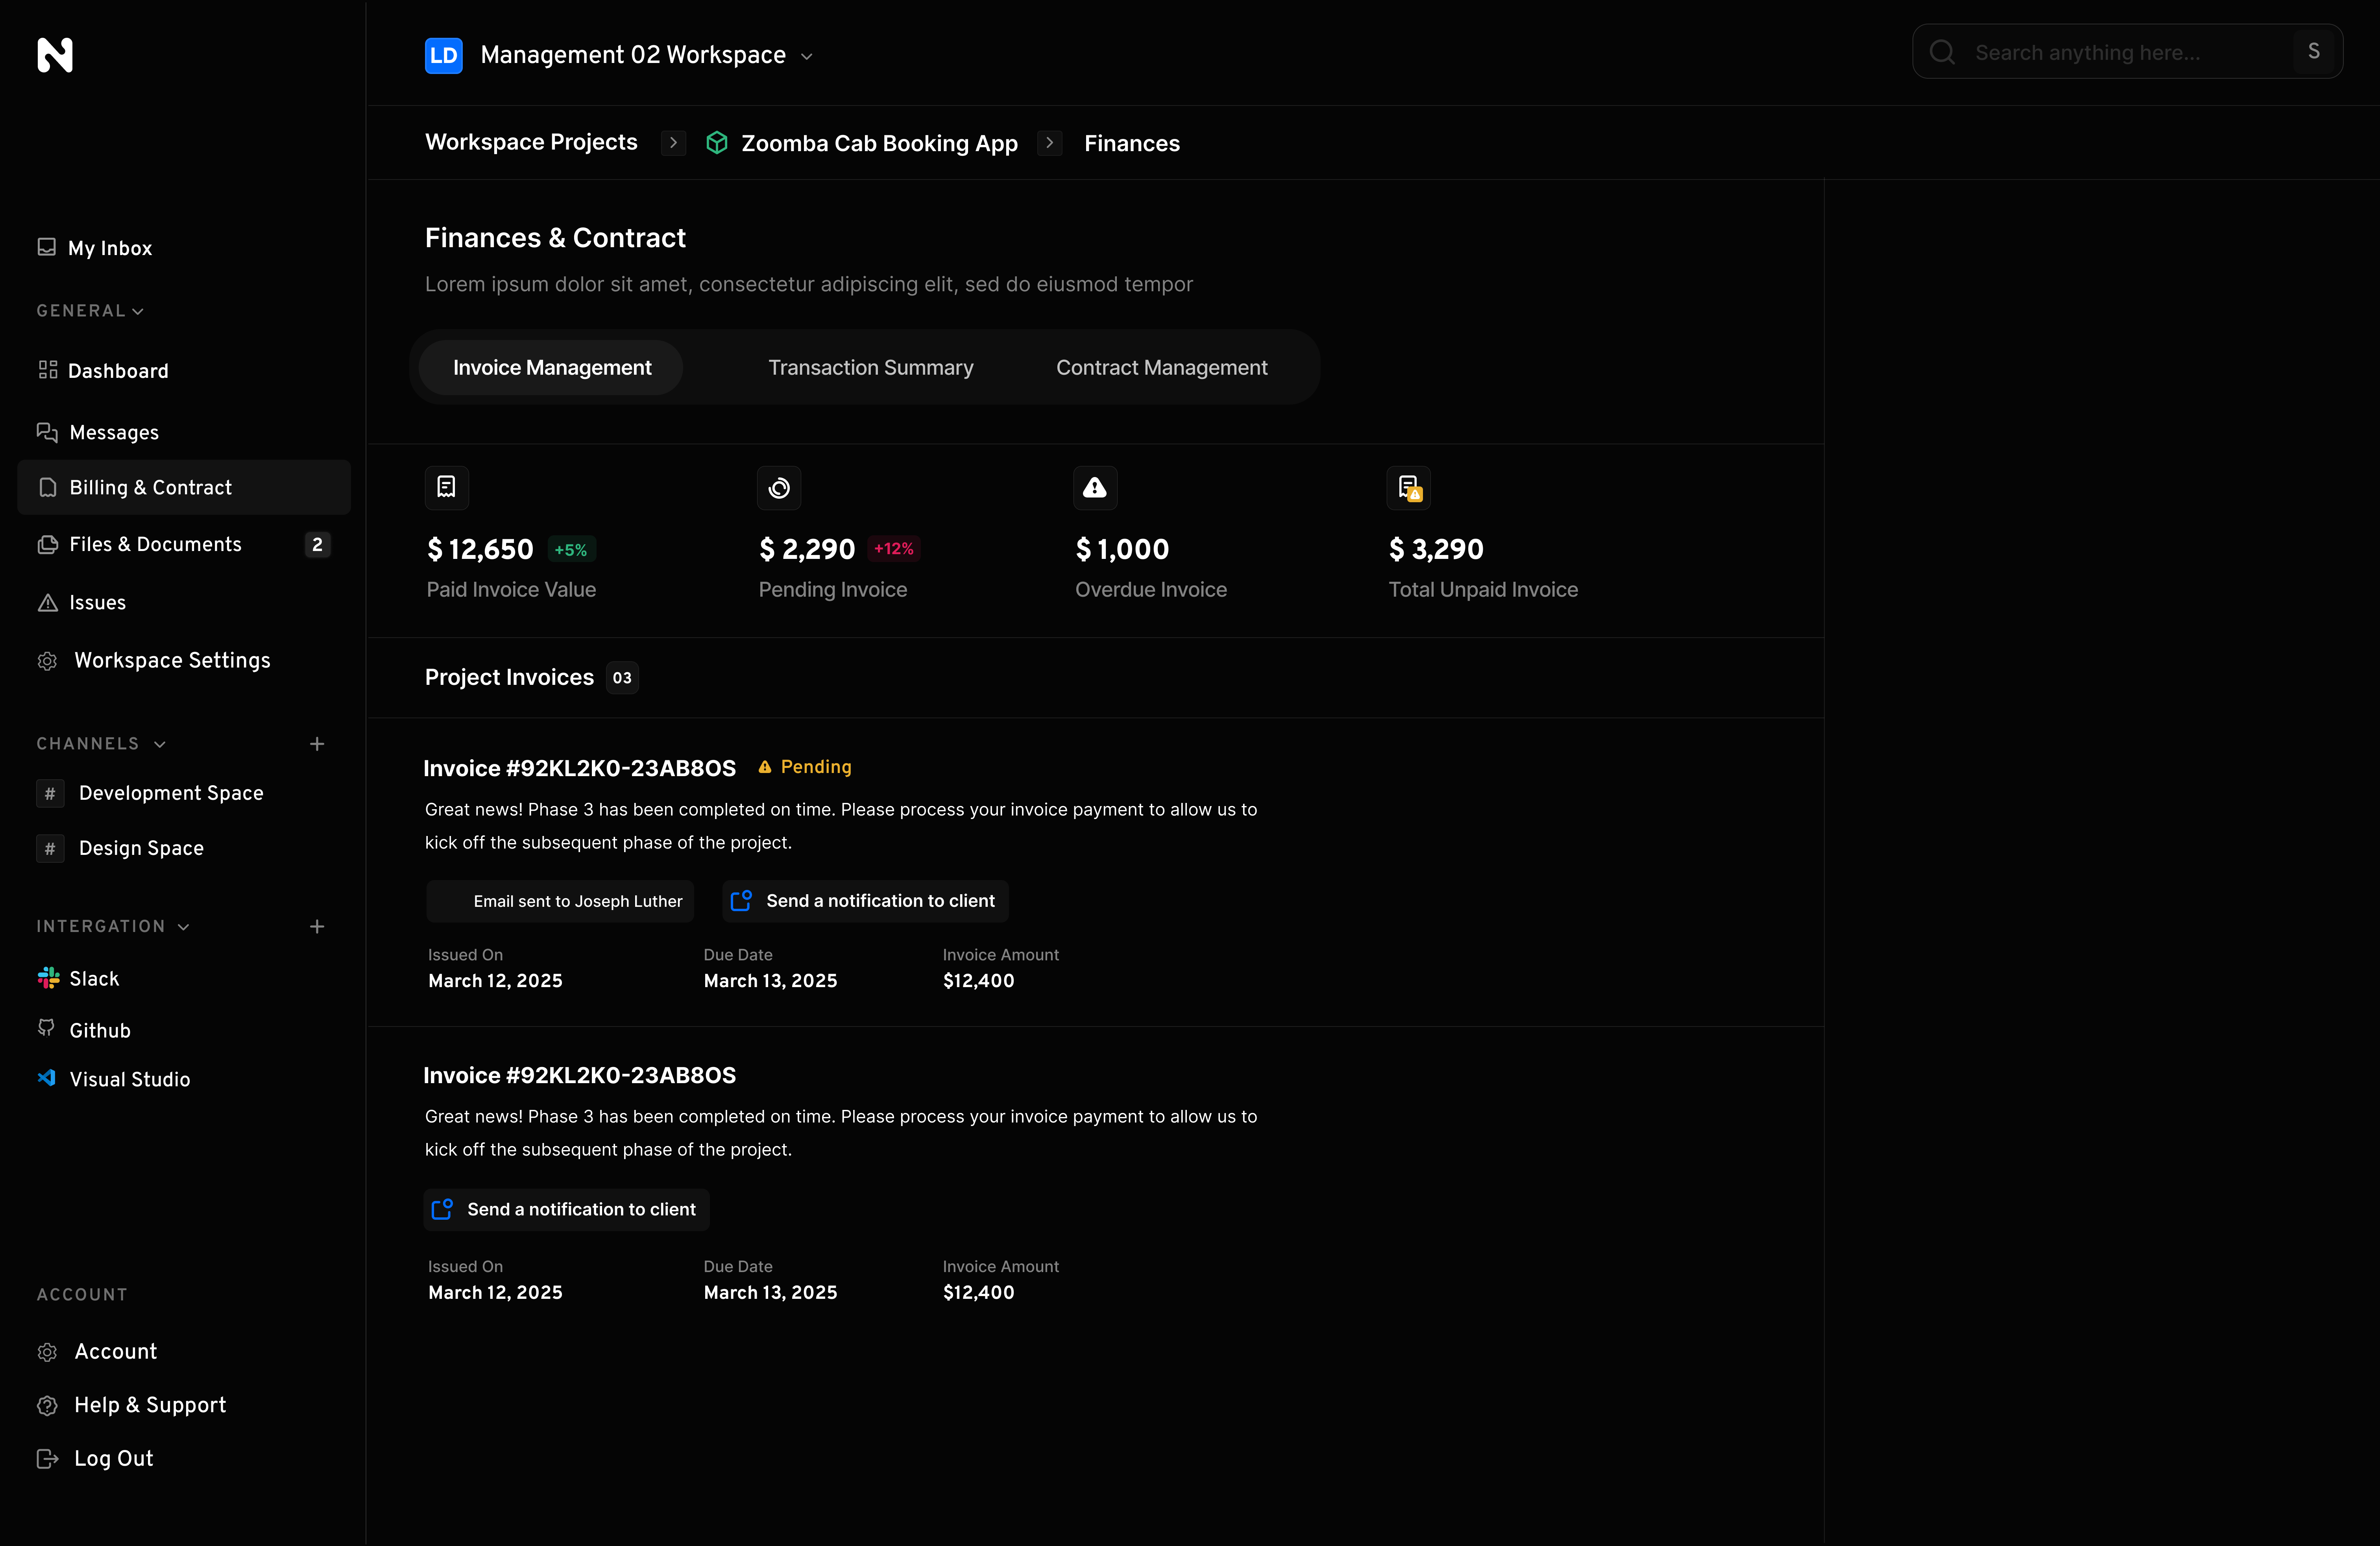 LD Management 02 Workspace
Search anything here...
S
Workspace Projects
Zoomba Cab Booking App
Finances
My Inbox
GENERAL
Dashboard
Messages
Billing & Contract
Files & Documents
2
Issues
Workspace Settings
CHANNELS
# Development Space
# Design Space
INTERGATION
Slack
Github
Visual Studio
ACCOUNT
Account
Help & Support
Log Out
Finances & Contract
Lorem ipsum dolor sit amet, consectetur adipiscing elit, sed do eiusmod tempor
Invoice Management
Transaction Summary
Contract Management
$ 12,650 +5%
Paid Invoice Value
$ 2,290 +12%
Pending Invoice
$ 1,000
Overdue Invoice
$ 3,290
Total Unpaid Invoice
Project Invoices 03
Invoice #92KL2K0-23AB8OS
Pending
Great news! Phase 3 has been completed on time. Please process your invoice payment to allow us to
kick off the subsequent phase of the project.
Email sent to Joseph Luther
Send a notification to client
Issued On
March 12, 2025
Due Date
March 13, 2025
Invoice Amount
$12,400
Invoice #92KL2K0-23AB8OS
Great news! Phase 3 has been completed on time. Please process your invoice payment to allow us to
kick off the subsequent phase of the project.
Send a notification to client
Issued On
March 12, 2025
Due Date
March 13, 2025
Invoice Amount
$12,400